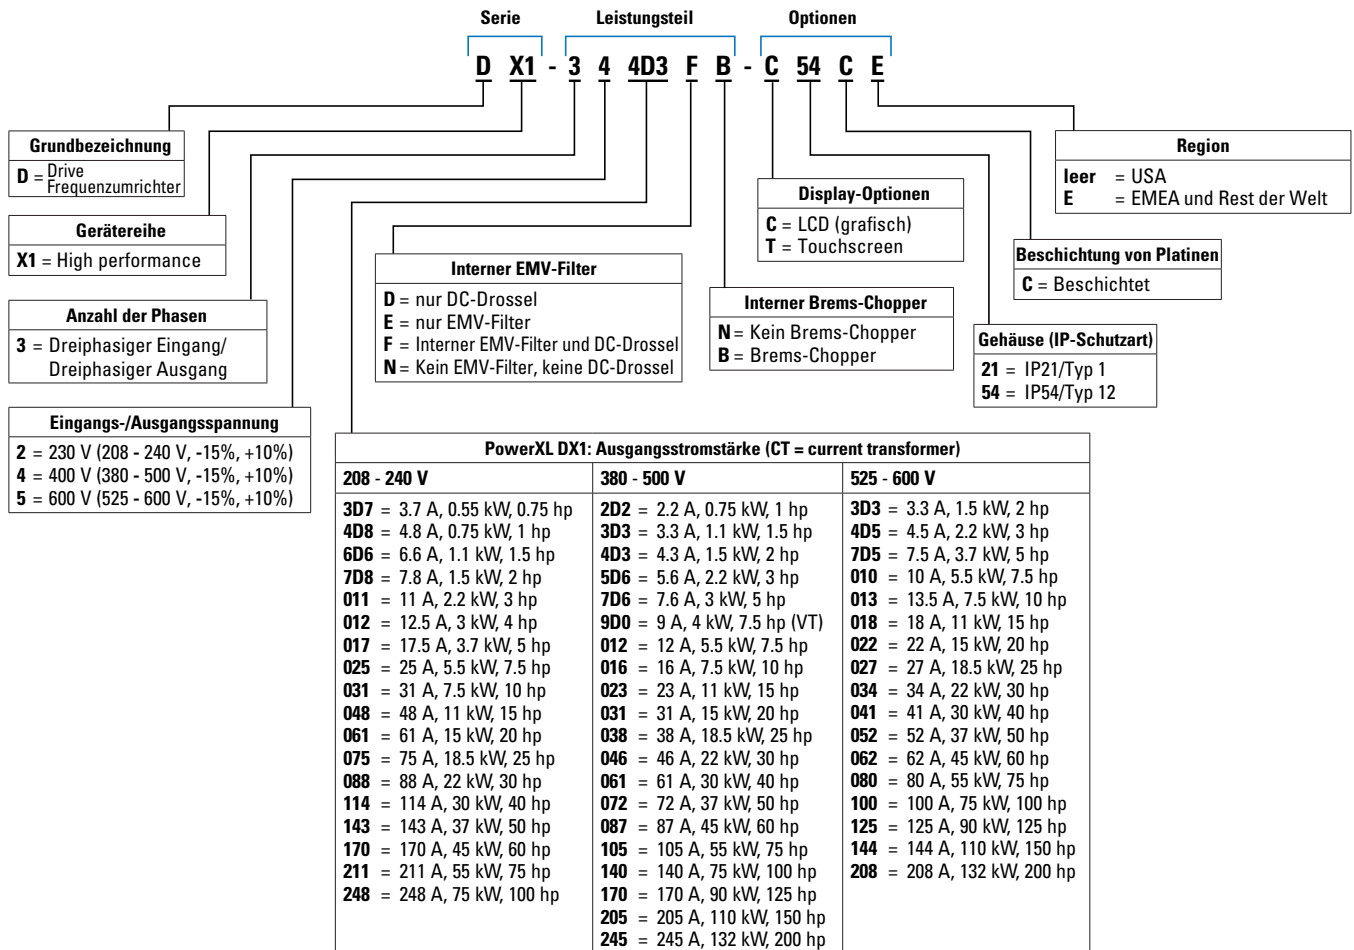 Serie Leistungsteil Optionen
D X1 - 3 4 4D3 F B - C 54 C E
Grundbezeichnung
D = Drive
Frequenzumrichter
Gerätereihe
X1 = High performance
Anzahl der Phasen
3 = Dreiphasiger Eingang/
Dreiphasiger Ausgang
Eingangs-/Ausgangsspannung
2 = 230 V (208 - 240 V, -15%, +10%)
4 = 400 V (380 - 500 V, -15%, +10%)
5 = 600 V (525 - 600 V, -15%, +10%)
Interner EMV-Filter
D = nur DC-Drossel
E = nur EMV-Filter
F = Interner EMV-Filter und DC-Drossel
N = Kein EMV-Filter, keine DC-Drossel
Interner Brems-Chopper
N = Kein Brems-Chopper
B = Brems-Chopper
Display-Optionen
C = LCD (grafisch)
T = Touchscreen
Gehäuse (IP-Schutzart)
21 = IP21/Typ 1
54 = IP54/Typ 12
Beschichtung von Platinen
C = Beschichtet
Region
leer = USA
E = EMEA und Rest der Welt
PowerXL DX1: Ausgangsstromstärke (CT = current transformer)
208 - 240 V
3D7 = 3.7 A, 0.55 kW, 0.75 hp
4D8 = 4.8 A, 0.75 kW, 1 hp
6D6 = 6.6 A, 1.1 kW, 1.5 hp
7D8 = 7.8 A, 1.5 kW, 2 hp
011 = 11 A, 2.2 kW, 3 hp
012 = 12.5 A, 3 kW, 4 hp
017 = 17.5 A, 3.7 kW, 5 hp
025 = 25 A, 5.5 kW, 7.5 hp
031 = 31 A, 7.5 kW, 10 hp
048 = 48 A, 11 kW, 15 hp
061 = 61 A, 15 kW, 20 hp
075 = 75 A, 18.5 kW, 25 hp
088 = 88 A, 22 kW, 30 hp
114 = 114 A, 30 kW, 40 hp
143 = 143 A, 37 kW, 50 hp
170 = 170 A, 45 kW, 60 hp
211 = 211 A, 55 kW, 75 hp
248 = 248 A, 75 kW, 100 hp
380 - 500 V
2D2 = 2.2 A, 0.75 kW, 1 hp
3D3 = 3.3 A, 1.1 kW, 1.5 hp
4D3 = 4.3 A, 1.5 kW, 2 hp
5D6 = 5.6 A, 2.2 kW, 3 hp
7D6 = 7.6 A, 3 kW, 5 hp
9D0 = 9 A, 4 kW, 7.5 hp (VT)
012 = 12 A, 5.5 kW, 7.5 hp
016 = 16 A, 7.5 kW, 10 hp
023 = 23 A, 11 kW, 15 hp
031 = 31 A, 15 kW, 20 hp
038 = 38 A, 18.5 kW, 25 hp
046 = 46 A, 22 kW, 30 hp
061 = 61 A, 30 kW, 40 hp
072 = 72 A, 37 kW, 50 hp
087 = 87 A, 45 kW, 60 hp
105 = 105 A, 55 kW, 75 hp
140 = 140 A, 75 kW, 100 hp
170 = 170 A, 90 kW, 125 hp
205 = 205 A, 110 kW, 150 hp
245 = 245 A, 132 kW, 200 hp
525 - 600 V
3D3 = 3.3 A, 1.5 kW, 2 hp
4D5 = 4.5 A, 2.2 kW, 3 hp
7D5 = 7.5 A, 3.7 kW, 5 hp
010 = 10 A, 5.5 kW, 7.5 hp
013 = 13.5 A, 7.5 kW, 10 hp
018 = 18 A, 11 kW, 15 hp
022 = 22 A, 15 kW, 20 hp
027 = 27 A, 18.5 kW, 25 hp
034 = 34 A, 22 kW, 30 hp
041 = 41 A, 30 kW, 40 hp
052 = 52 A, 37 kW, 50 hp
062 = 62 A, 45 kW, 60 hp
080 = 80 A, 55 kW, 75 hp
100 = 100 A, 75 kW, 100 hp
125 = 125 A, 90 kW, 125 hp
144 = 144 A, 110 kW, 150 hp
208 = 208 A, 132 kW, 200 hp